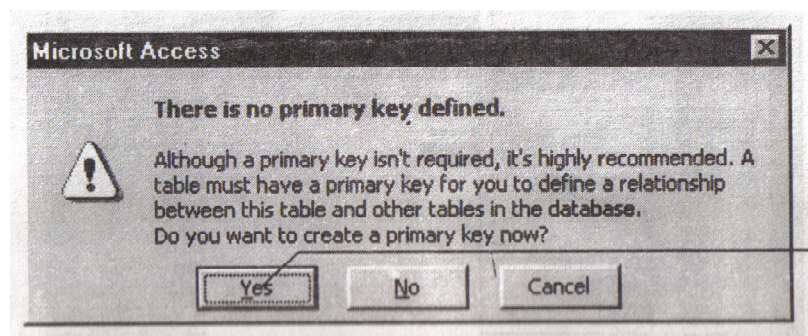 Microsoft Access
There is no primary key defined.
Although a primary key isn't required, it's highly recommended. A
table must have a primary key for you to define a relationship
between this table and other tables in the database.
Do you want to create a primary key now?
Yes No Cancel